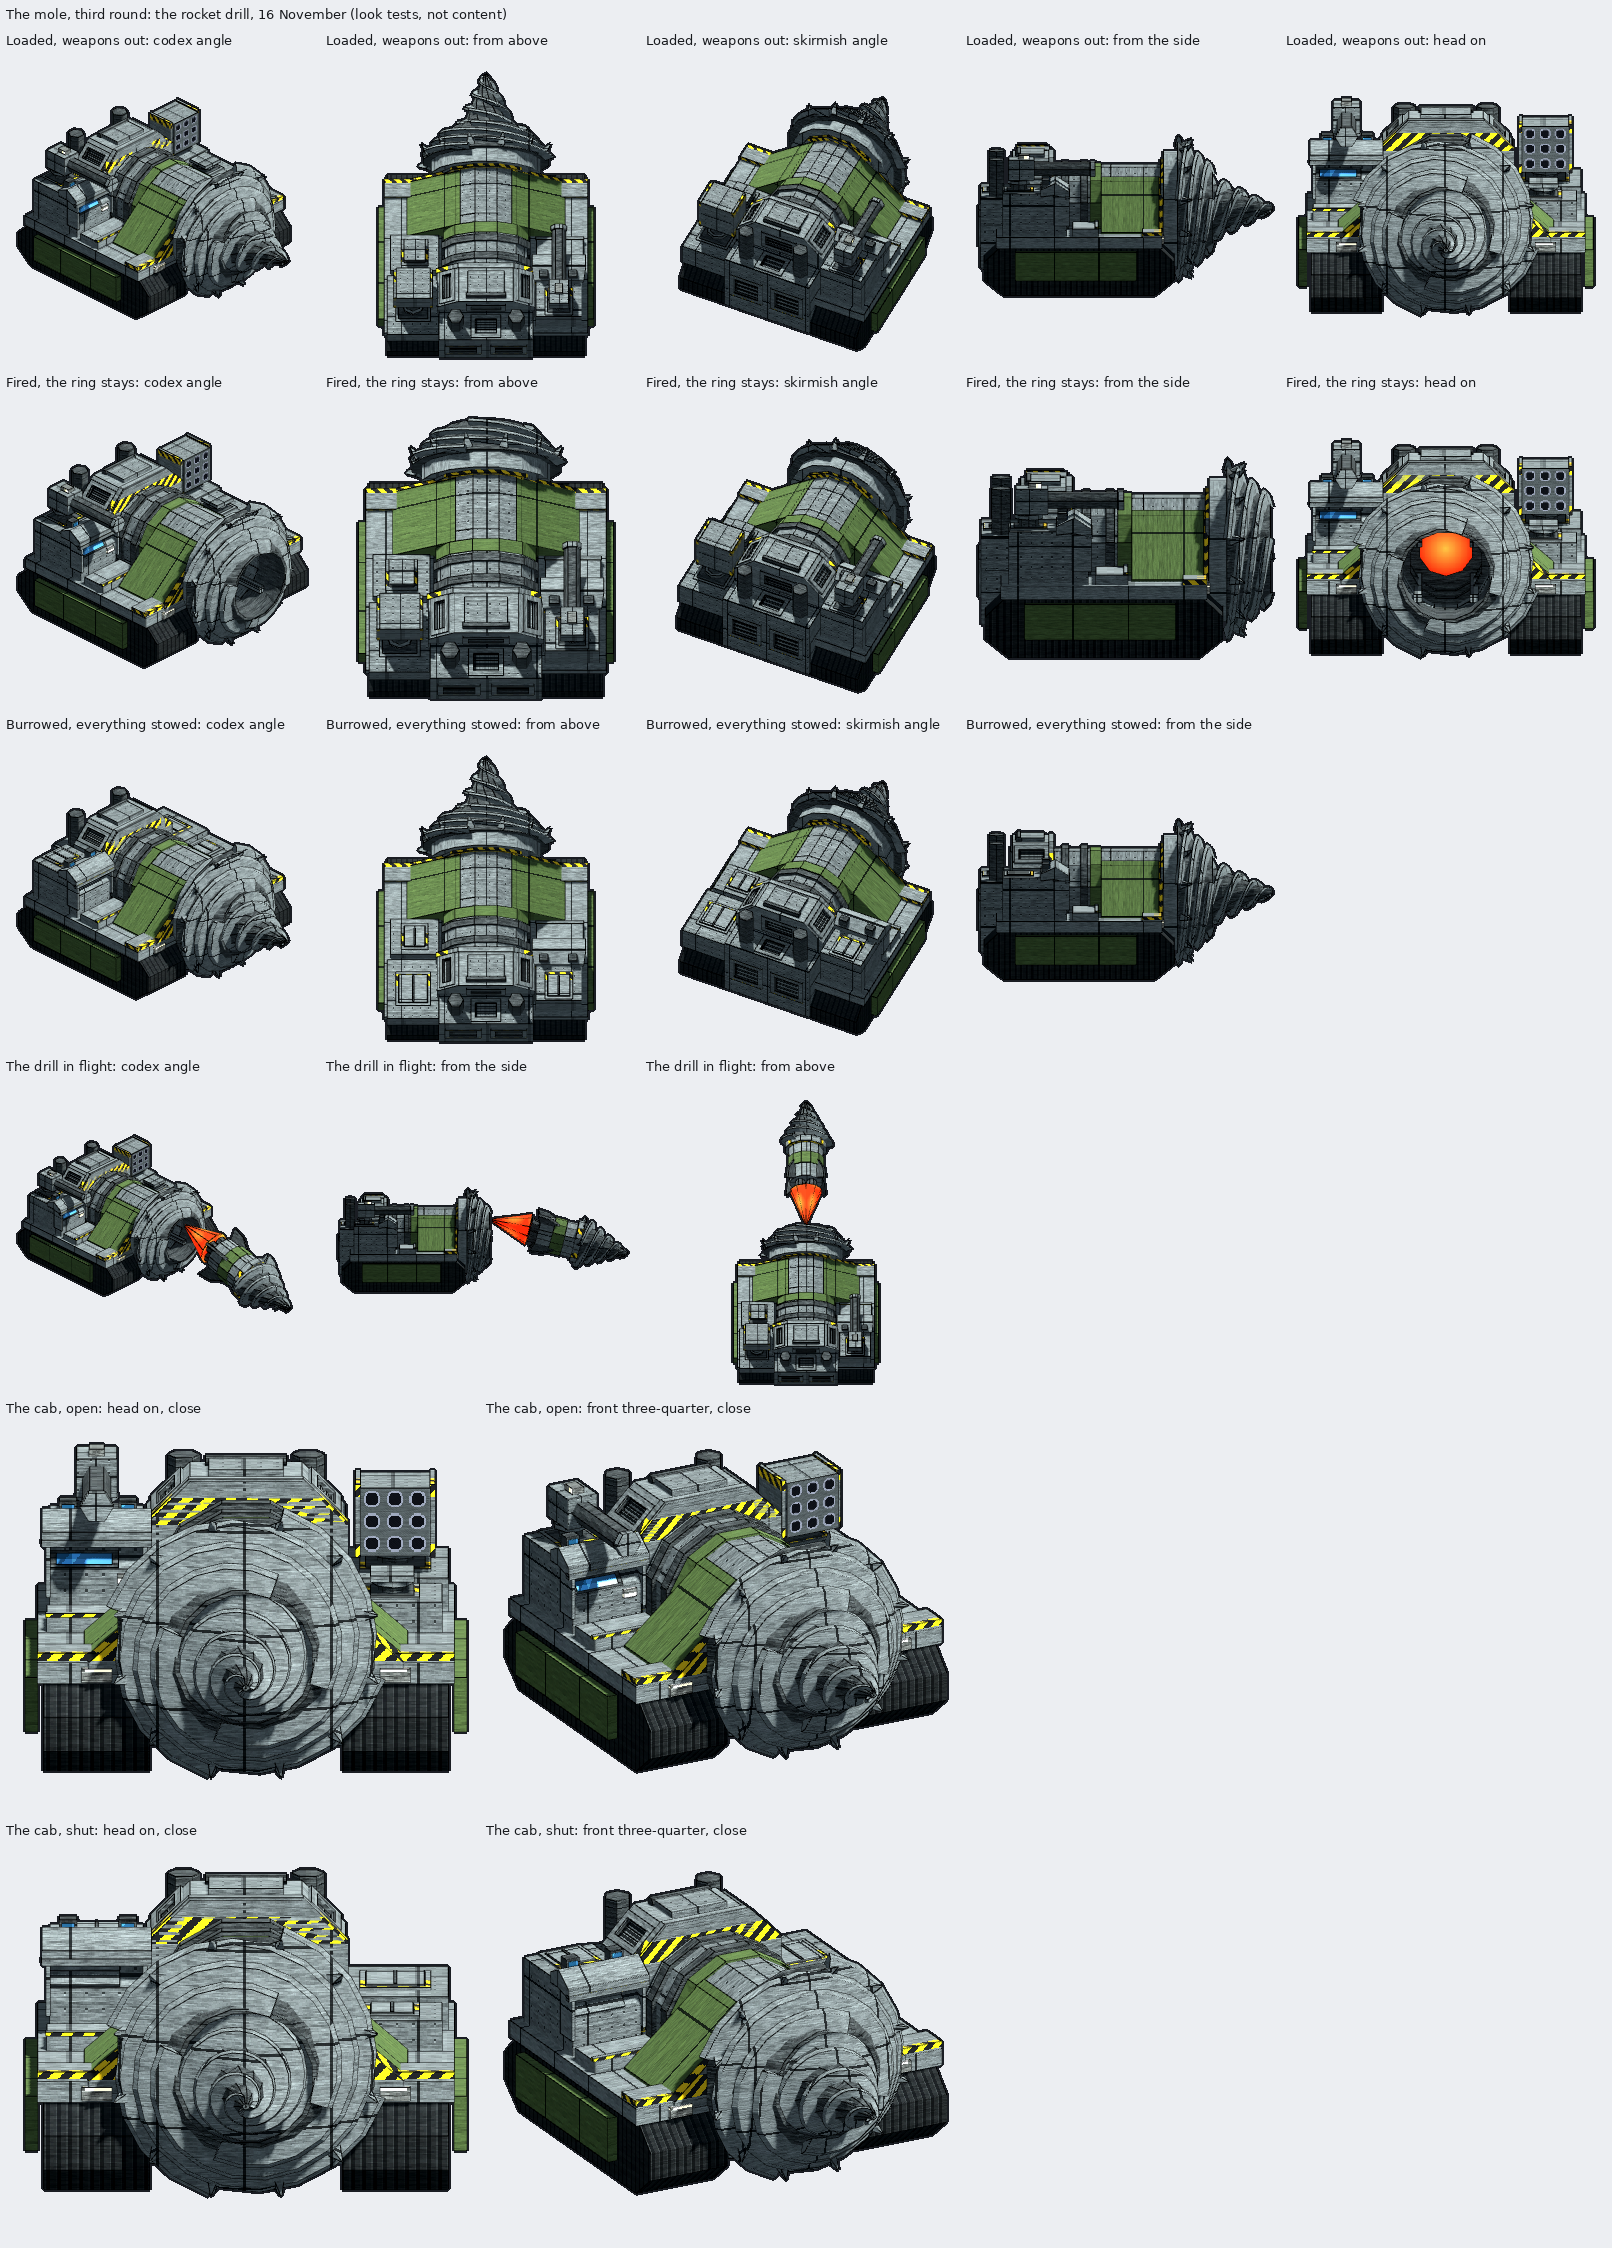 The mole, third round: the rocket drill, 16 November (look tests, not content)
Loaded, weapons out: codex angle
Loaded, weapons out: from above
Loaded, weapons out: skirmish angle
Loaded, weapons out: from the side
Loaded, weapons out: head on
Fired, the ring stays: codex angle
Fired, the ring stays: from above
Fired, the ring stays: skirmish angle
Fired, the ring stays: from the side
Fired, the ring stays: head on
Burrowed, everything stowed: codex angle
Burrowed, everything stowed: from above
Burrowed, everything stowed: skirmish angle
Burrowed, everything stowed: from the side
The drill in flight: codex angle
The drill in flight: from the side
The drill in flight: from above
The cab, open: head on, close
The cab, open: front three-quarter, close
The cab, shut: head on, close
The cab, shut: front three-quarter, close